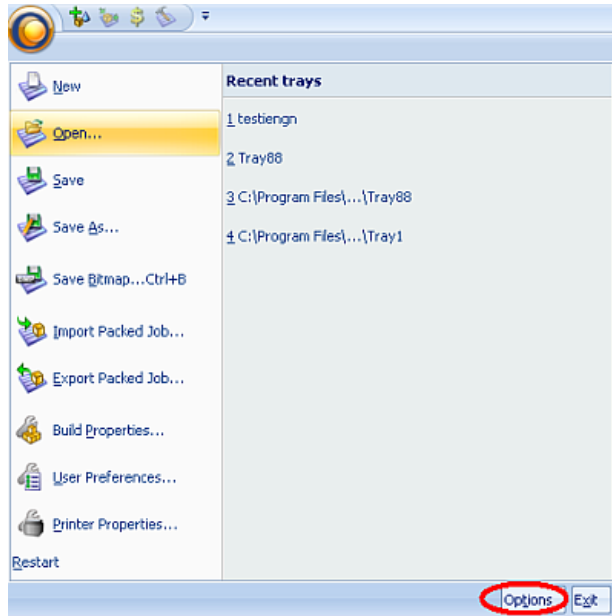 New
Open...
Save
Save As...
Save Bitmap...Ctrl+B
Import Packed Job...
Export Packed Job...
Build Properties...
User Preferences...
Printer Properties...
Restart
Recent trays
1 testiengn
2 Tray88
3 C:\Program Files\...\Tray88
4 C:\Program Files\...\Tray1
Options
Exit